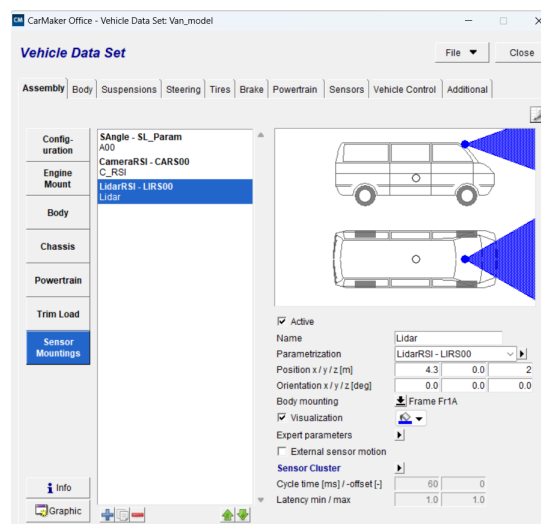 CM CarMaker Office - Vehicle Data Set: Van_model
Vehicle Data Set
File Close
Assembly Body Suspensions Steering Tires Brake Powertrain Sensors Vehicle Control Additional
Config-
uration
Engine
Mount
Body
Chassis
Powertrain
Trim Load
Sensor
Mountings
i Info
Graphic
SAngle - SL_Param
A00
CameraRSI - CARS00
C_RSI
LidarRSI - LIRS00
Lidar
Active
Name Lidar
Parametrization LidarRSI - LIRS00
Position x / y / z [m] 4.3 0.0 2
Orientation x / y / z [deg] 0.0 0.0 0.0
Body mounting Frame Fr1A
Visualization
Expert parameters
External sensor motion
Sensor Cluster
Cycle time [ms] / -offset [-] 60 0
Latency min / max 1.0 1.0